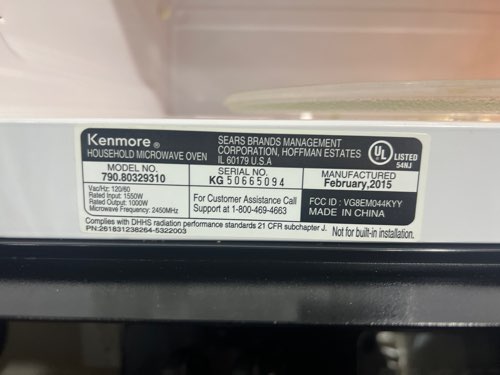 Kenmore®
HOUSEHOLD MICROWAVE OVEN
SEARS BRANDS MANAGEMENT
CORPORATION, HOFFMAN ESTATES
IL 60179 U.S.A
UL
LISTED
54NJ
MODEL NO.
790.80329310
SERIAL NO.
KG 50665094
MANUFACTURED
February,2015
Vac/Hz: 120/60
Rated Input: 1550W
Rated Output: 1000W
Microwave Frequency: 2450MHz
For Customer Assistance Call
Support at 1-800-469-4663
FCC ID : VG8EM044KYY
MADE IN CHINA
Complies with DHHS radiation performance standards 21 CFR subchapter J.
Not for built-in installation.
PN:261831238264-5322003